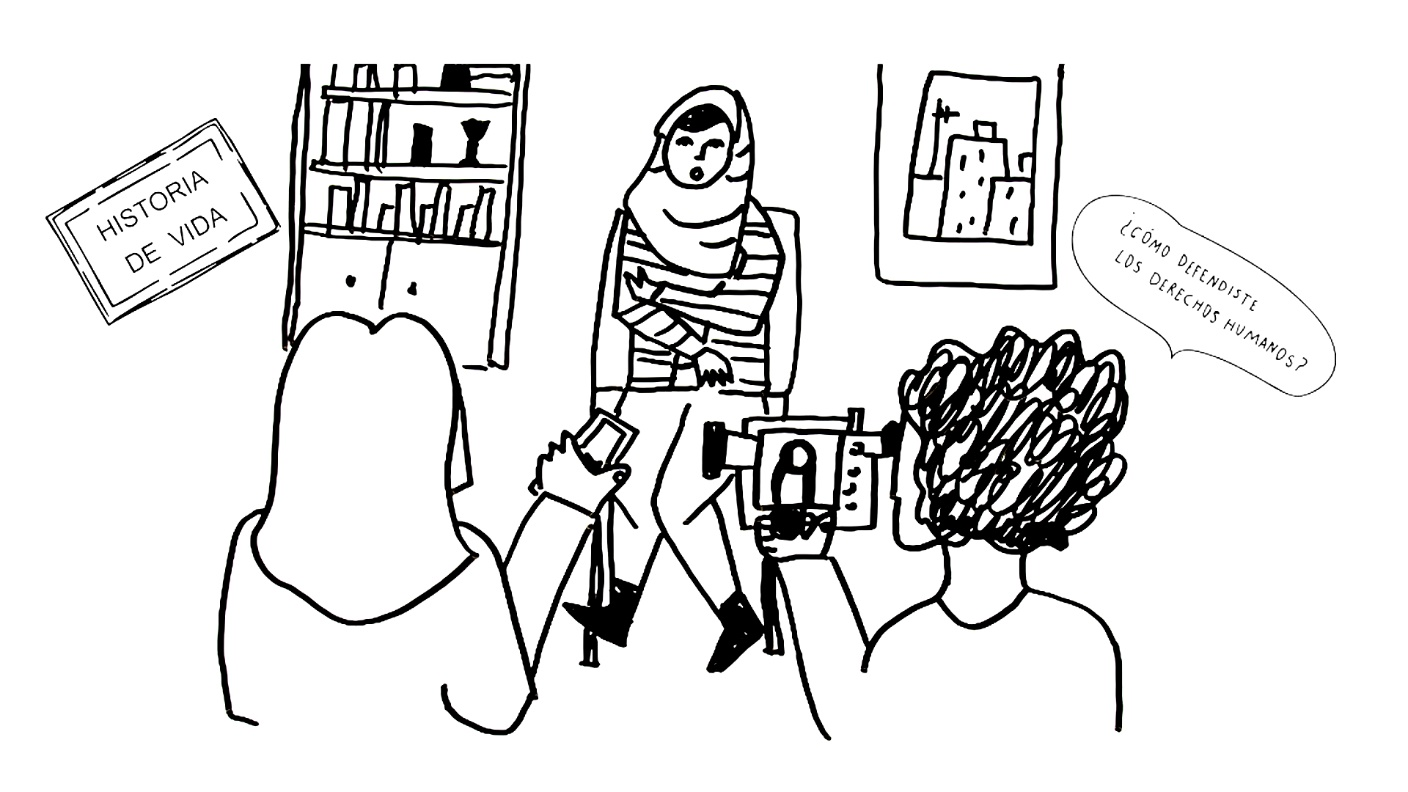 HISTORIA
DE VIDA
¿CÓMO DEFENDISTE
LOS DERECHOS HUMANOS?